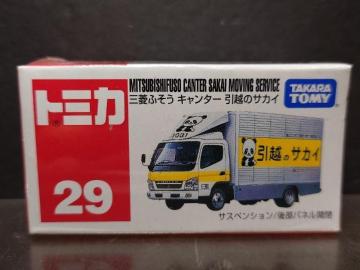 MITSUBISHIFUSO CANTER SAKAI MOVING SERVICE
三菱ふそう キャンター 引越のサカイ
TAKARA
TOMY
トミカ
29
引越のサカイ
サスペンション/後部パネル開閉